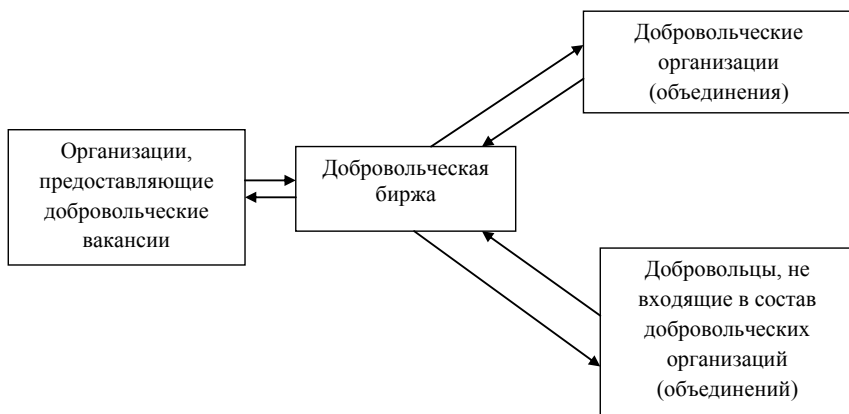 Организации,
предоставляющие
добровольческие
вакансии
Добровольческая
биржа
Добровольческие
организации
(объединения)
Добровольцы, не
входящие в состав
добровольческих
организаций
(объединений)